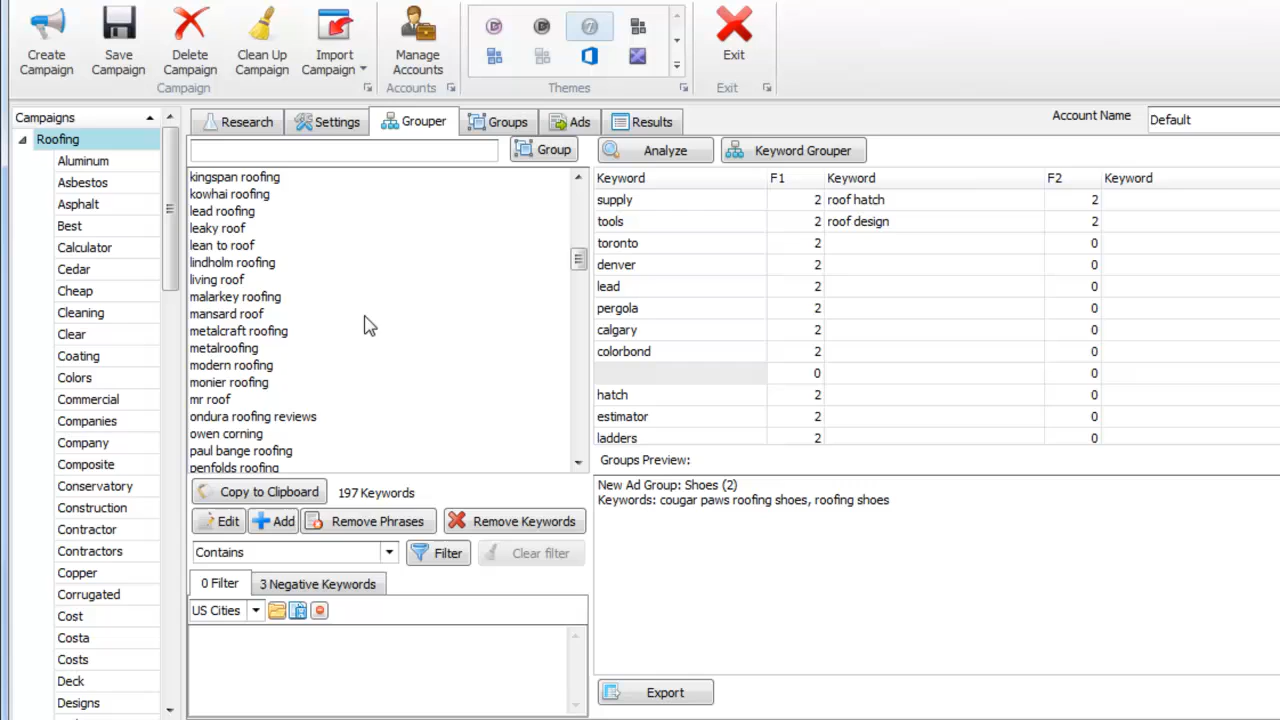 Create Campaign
Save Campaign
Delete Campaign
Clean Up Campaign
Import Campaign
Campaign
Manage Accounts
Accounts
Themes
Exit
Exit
Campaigns
Roofing
Aluminum
Asbestos
Asphalt
Best
Calculator
Cedar
Cheap
Cleaning
Clear
Coating
Colors
Commercial
Companies
Company
Composite
Conservatory
Construction
Contractor
Contractors
Copper
Corrugated
Cost
Costa
Costs
Deck
Designs
Research
Settings
Grouper
Groups
Ads
Results
Account Name
Default
Group
Analyze
Keyword Grouper
kingspan roofing
kowhai roofing
lead roofing
leaky roof
lean to roof
lindholm roofing
living roof
malarkey roofing
mansard roof
metalcraft roofing
metalroofing
modern roofing
monier roofing
mr roof
ondura roofing reviews
owen corning
paul bange roofing
penfolds roofing
Copy to Clipboard
197 Keywords
Edit
Add
Remove Phrases
Remove Keywords
Contains
Filter
Clear filter
0 Filter
3 Negative Keywords
US Cities
Keyword F1 Keyword F2 Keyword
supply 2 roof hatch 2
tools 2 roof design 2
toronto 2 0
denver 2 0
lead 2 0
pergola 2 0
calgary 2 0
colorbond 2 0
0 0
hatch 2 0
estimator 2 0
ladders 2 0
Groups Preview:
New Ad Group: Shoes (2)
Keywords: cougar paws roofing shoes, roofing shoes
Export